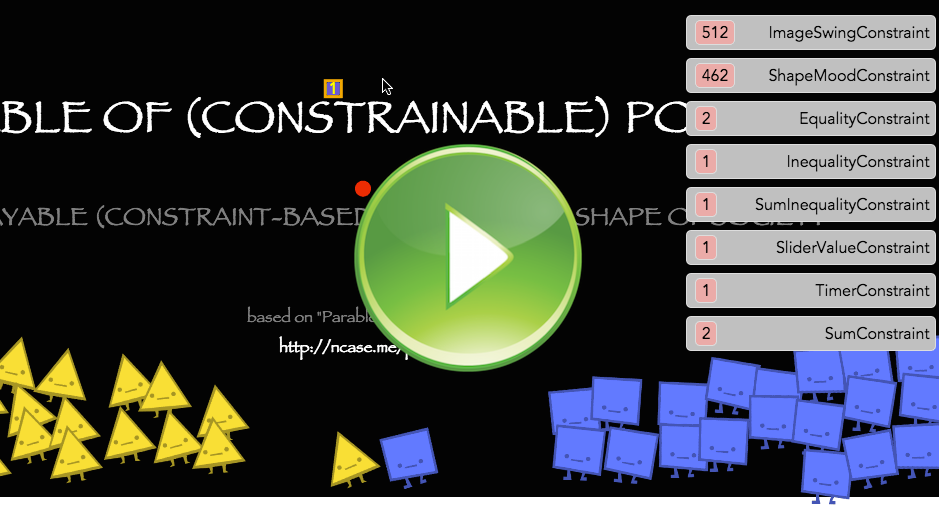 512 ImageSwingConstraint
462 ShapeMoodConstraint
1
BLE OF (CONSTRAINABLE) PO
2 EqualityConstraint
1 InequalityConstraint
1 SumInequalityConstraint
AYABLE (CONSTRAINT-BASED SHAPE OF SOCIETY
1 SliderValueConstraint
1 TimerConstraint
based on "Parable
2 SumConstraint
http://ncase.me/p